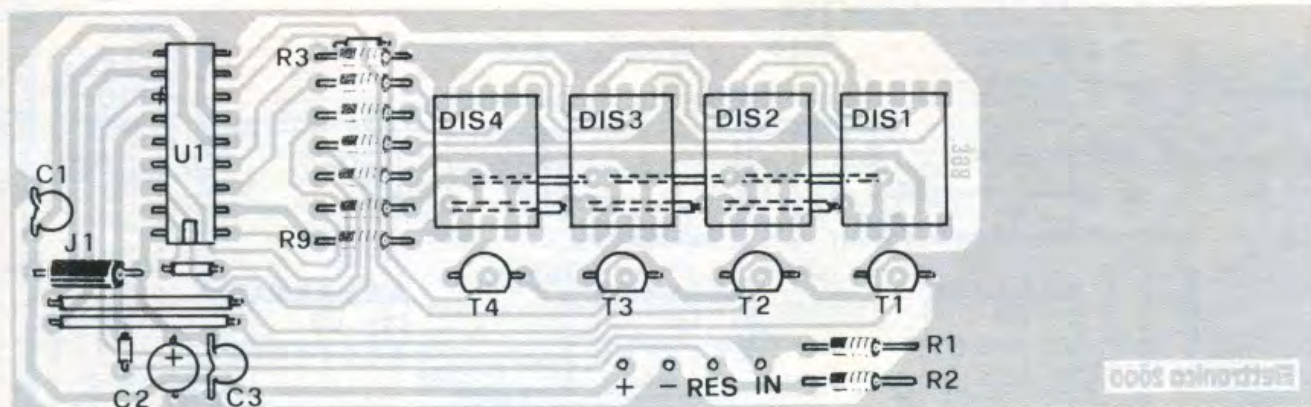 R3
U1
DIS4 DIS3 DIS2 DIS1
388
C1
J1
R9
T4 T3 T2 T1
R1
R2
+ − RES IN
+
C2 C3
Elettronica 2000